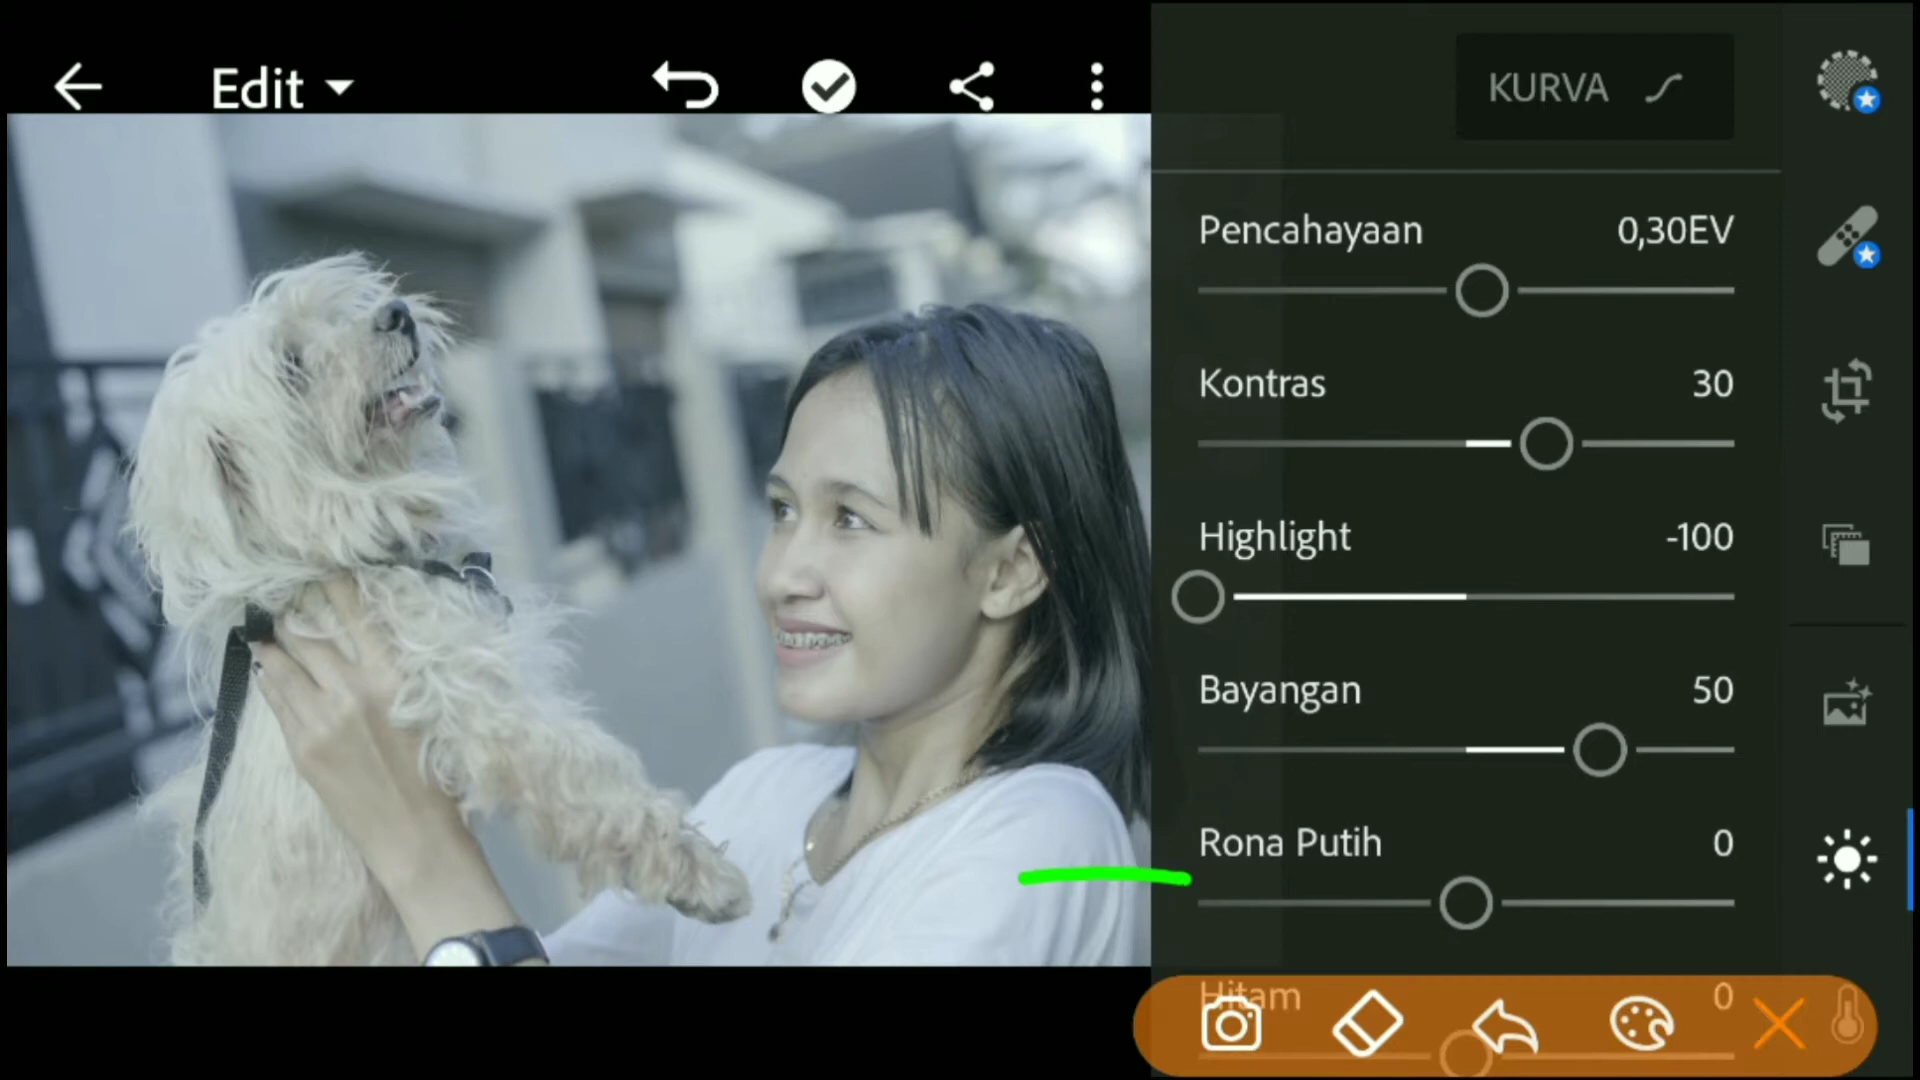 Edit
KURVA
Pencahayaan 0,30EV
Kontras 30
Highlight -100
Bayangan 50
Rona Putih 0
Hitam 0